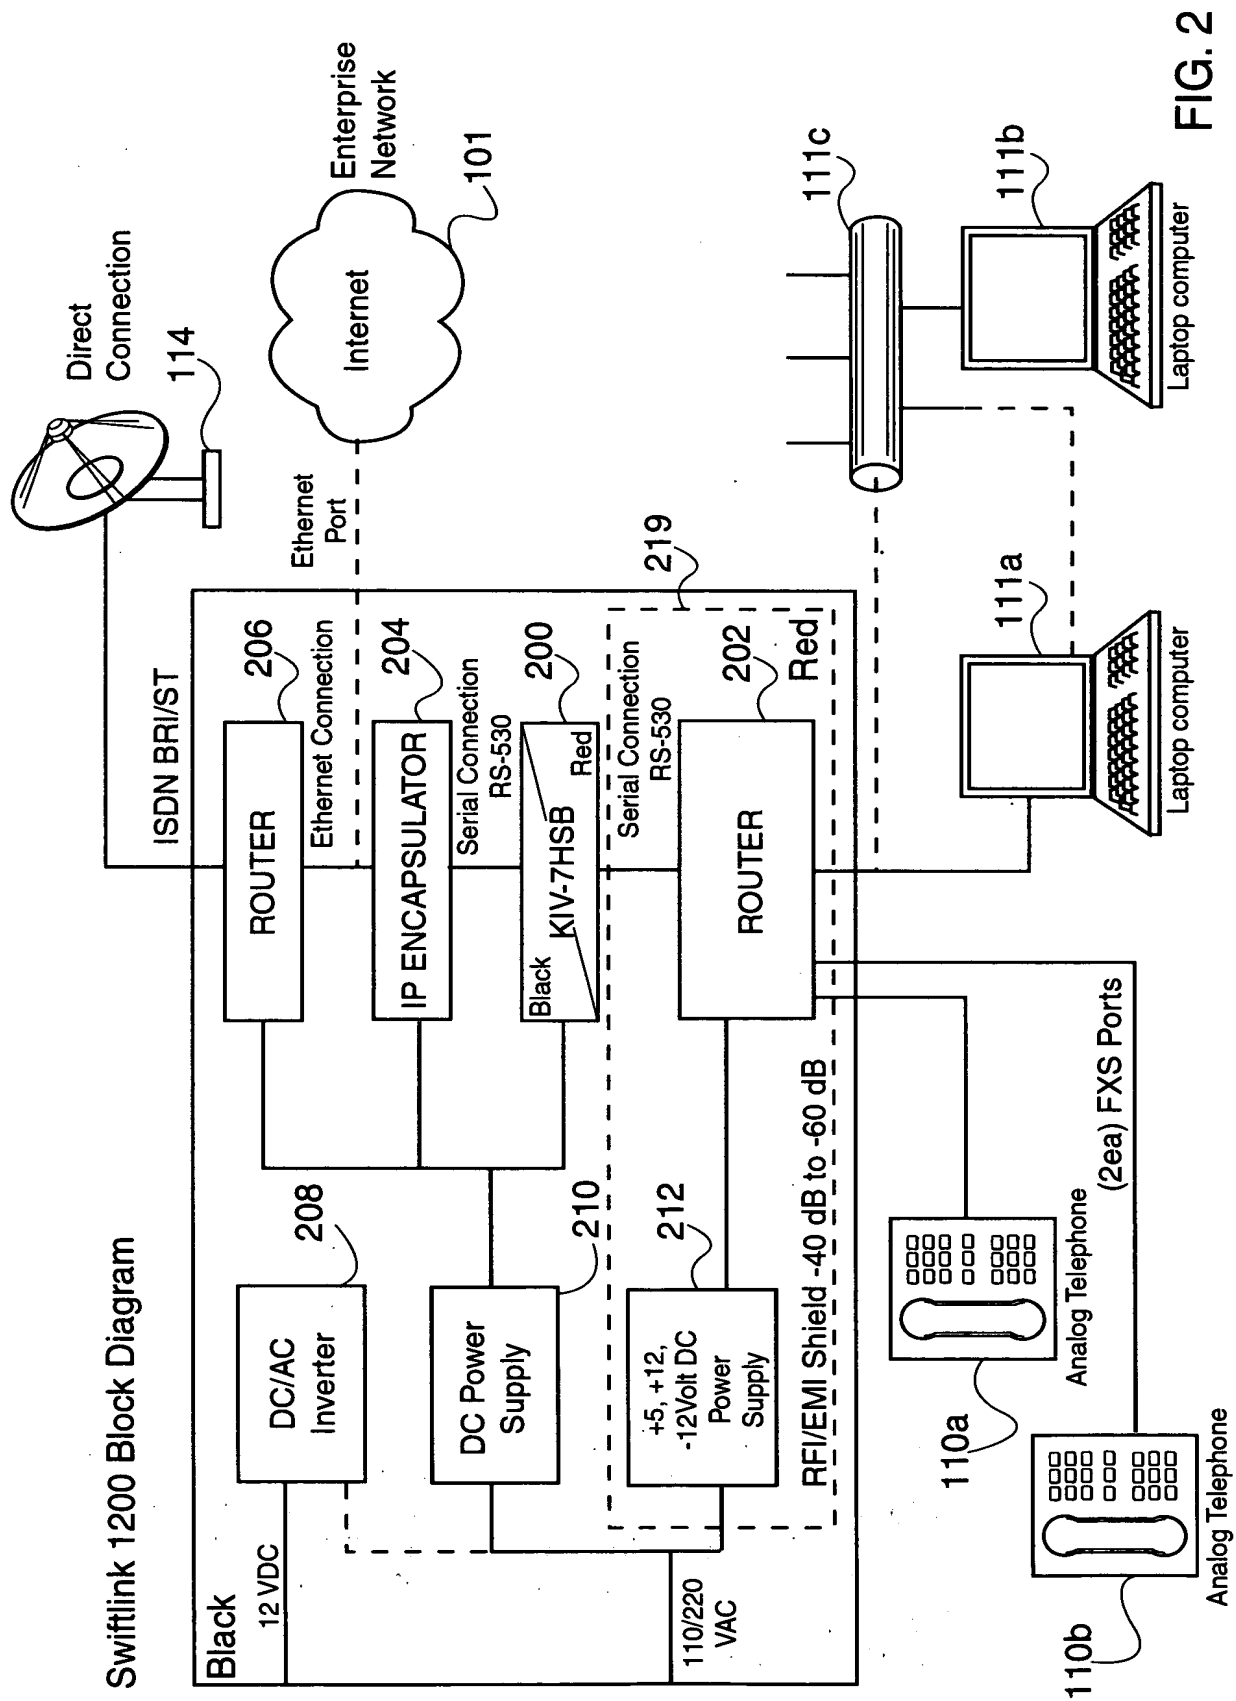 Swiftlink 1200 Block Diagram
Direct
Connection
114
ISDN BRI/ST
Enterprise
Network
101
Internet
Ethernet
Port
Black
12 VDC
DC/AC
Inverter
208
ROUTER
206
Ethernet Connection
IP ENCAPSULATOR
204
Serial Connection
RS-530
DC Power
Supply
210
Black
KIV-7HSB
Red
200
Serial Connection
RS-530
219
110/220
VAC
+5, +12,
-12Volt DC
Power
Supply
212
ROUTER
202
Red
RFI/EMI Shield -40 dB to -60 dB
111c
110a
Analog Telephone
111a
Laptop computer
111b
Laptop computer
(2ea) FXS Ports
110b
Analog Telephone
FIG. 2